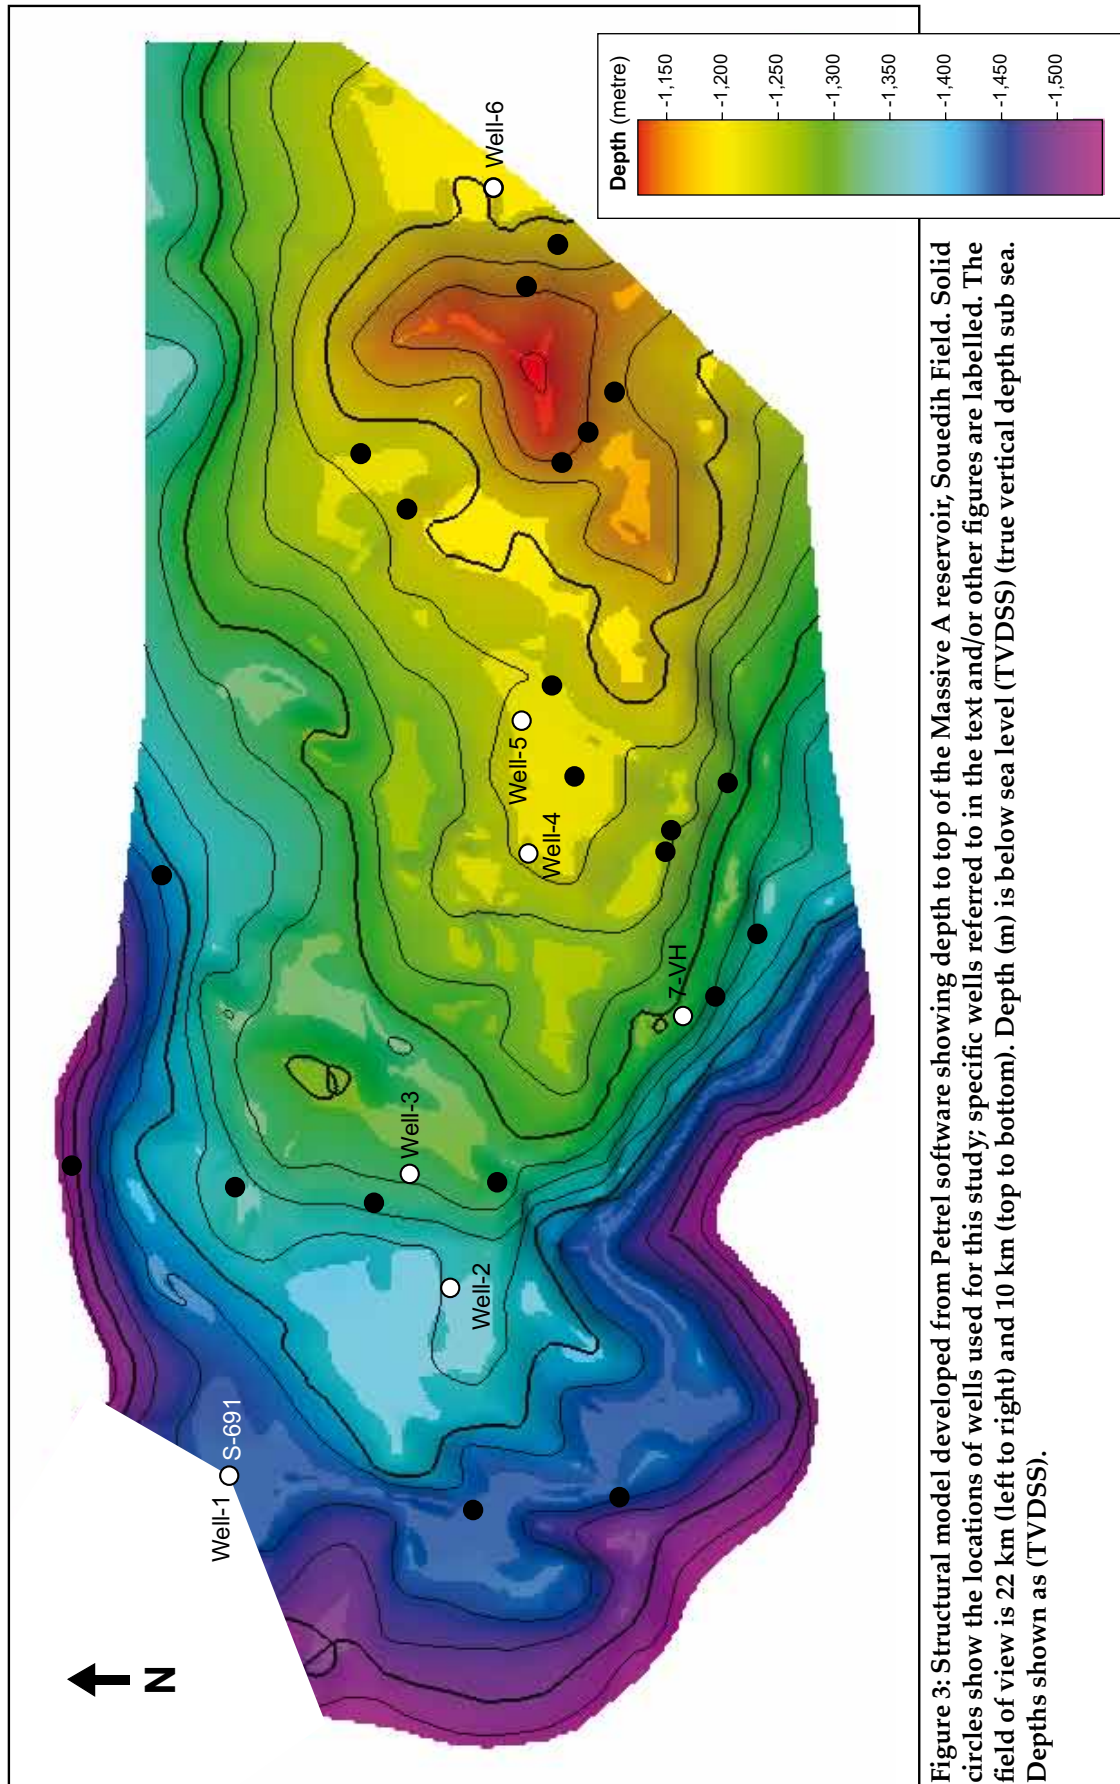 N
Well-1
S-691
Well-2
Well-3
7-VH
Well-4
Well-5
Well-6
Depth (metre)
-1,150
-1,200
-1,250
-1,300
-1,350
-1,400
-1,450
-1,500
Figure 3: Structural model developed from Petrel software showing depth to top of the Massive A reservoir, Souedih Field. Solid
circles show the locations of wells used for this study; specific wells referred to in the text and/or other figures are labelled. The
field of view is 22 km (left to right) and 10 km (top to bottom). Depth (m) is below sea level (TVDSS) (true vertical depth sub sea.
Depths shown as (TVDSS).